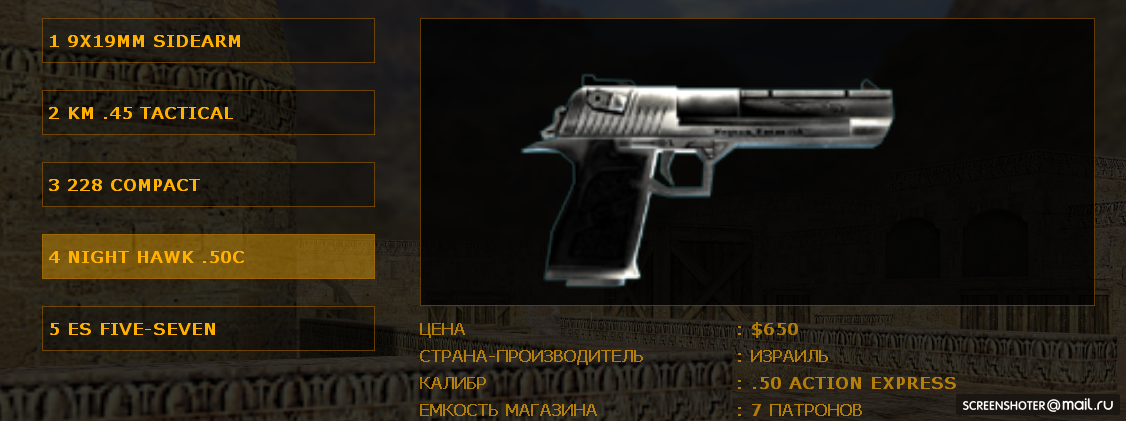 1 9X19MM SIDEARM
2 KM .45 TACTICAL
3 228 COMPACT
4 NIGHT HAWK .50C
5 ES FIVE-SEVEN
ЦЕНА : $650
СТРАНА-ПРОИЗВОДИТЕЛЬ : ИЗРАИЛЬ
КАЛИБР : .50 ACTION EXPRESS
ЕМКОСТЬ МАГАЗИНА : 7 ПАТРОНОВ
SCREENSHOTER@mail.ru